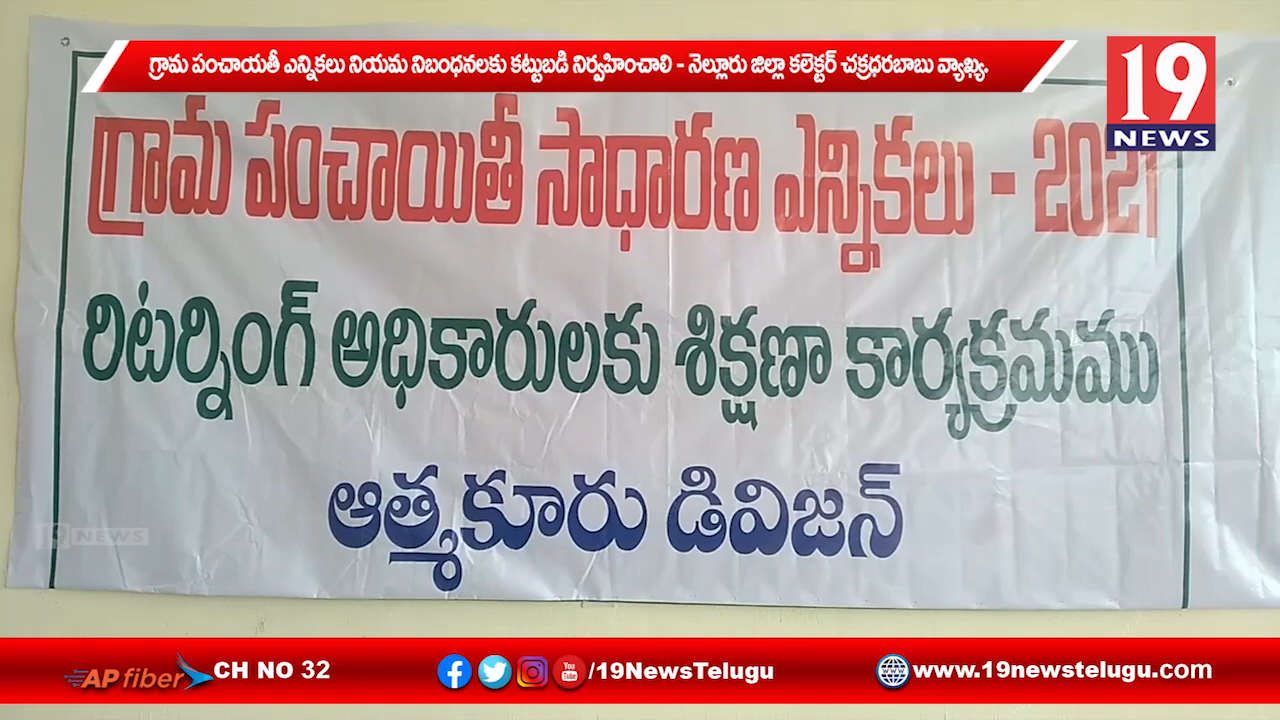 గ్రామ పంచాయతీ ఎన్నికలు నియమ నిబంధనలకు కట్టుబడి నిర్వహించాలి - నెల్లూరు జిల్లా కలెక్టర్ చక్రధరబాబు వ్యాఖ్య.
19
NEWS
గ్రామ పంచాయితీ సాధారణ ఎన్నికలు - 2021
రిటర్నింగ్ అధికారులకు శిక్షణా కార్యక్రమము
ఆత్మకూరు డివిజన్
19 NEWS
AP fiber CH NO 32 /19NewsTelugu www.19newstelugu.com